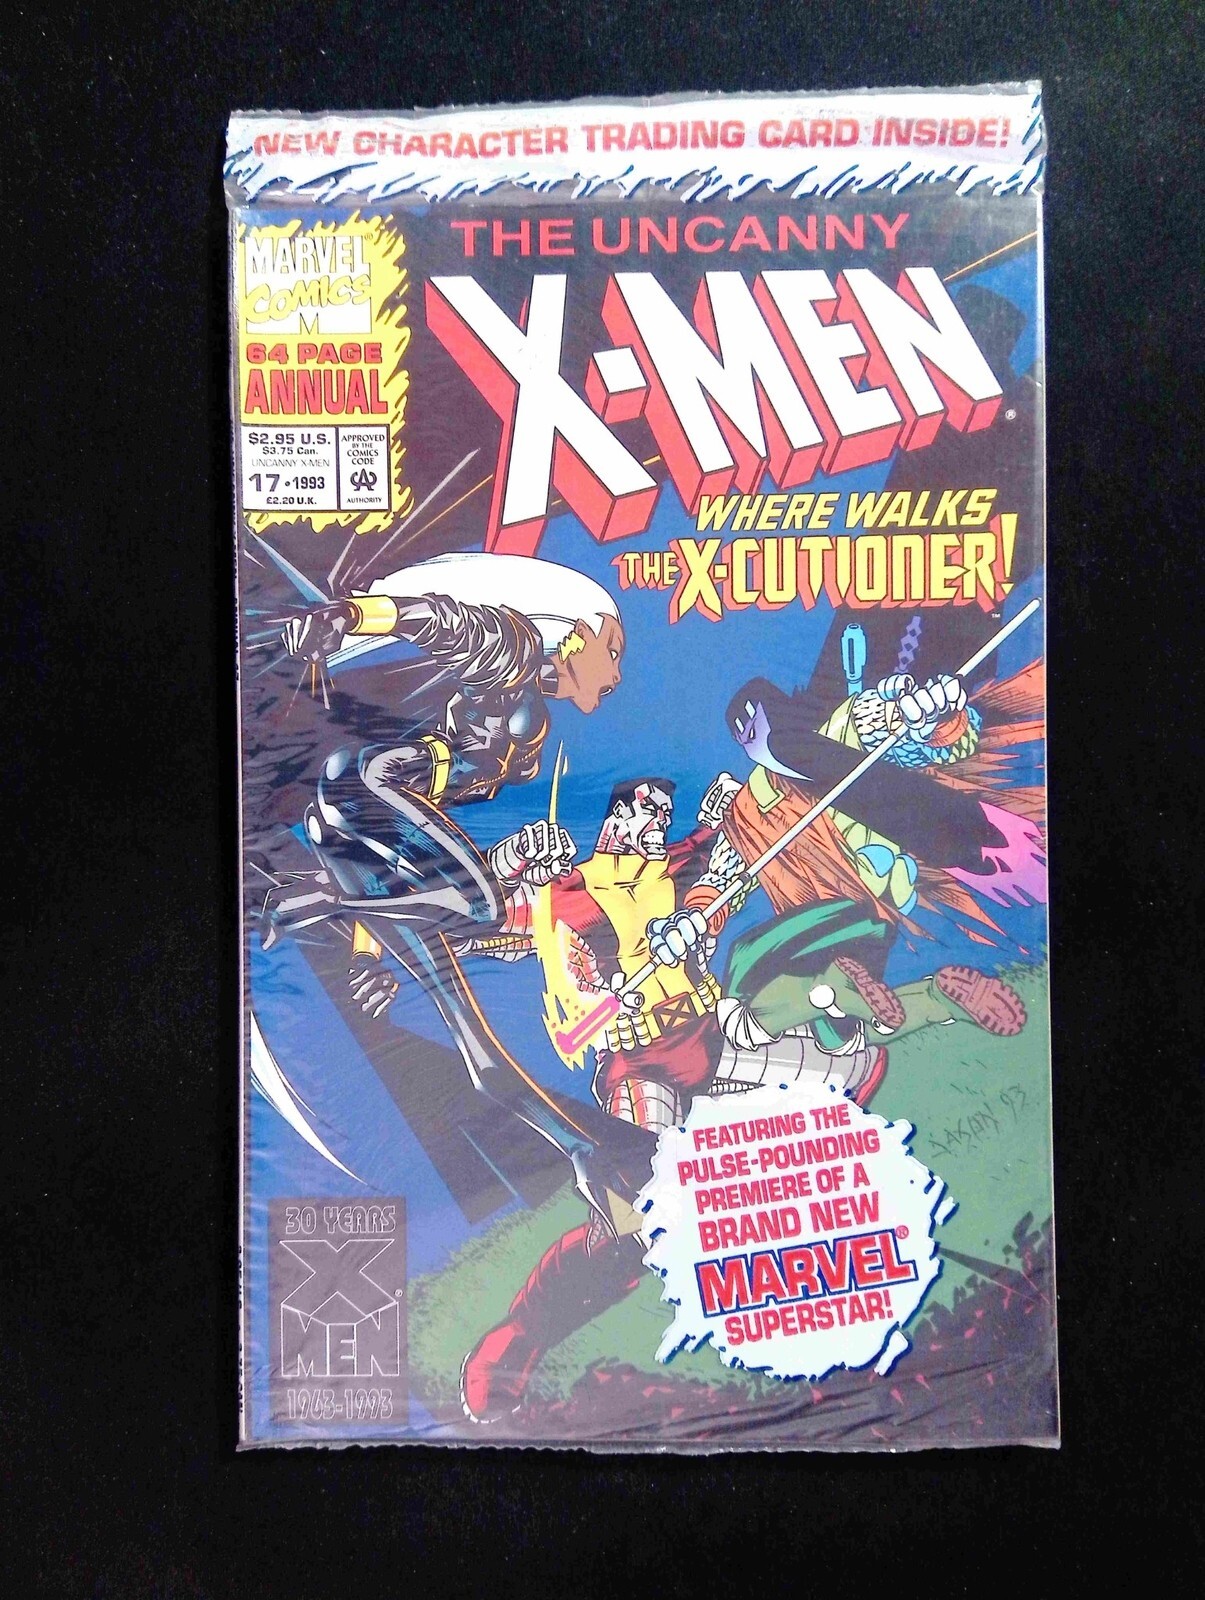 NEW CHARACTER TRADING CARD INSIDE!
MARVEL®
COMICS
M
64 PAGE
ANNUAL
$2.95 U.S.
$3.75 Can.
UNCANNY X-MEN
17 • 1993
£2.20 U.K.
APPROVED
BY THE
COMICS
CODE
CA
AUTHORITY
THE UNCANNY
X-MEN
®
WHERE WALKS
THE X-CUTIONER!
™
FEATURING THE
PULSE-POUNDING
PREMIERE OF A
BRAND NEW
MARVEL®
SUPERSTAR!
JASON 93
30 YEARS
X
MEN
®
1963-1993